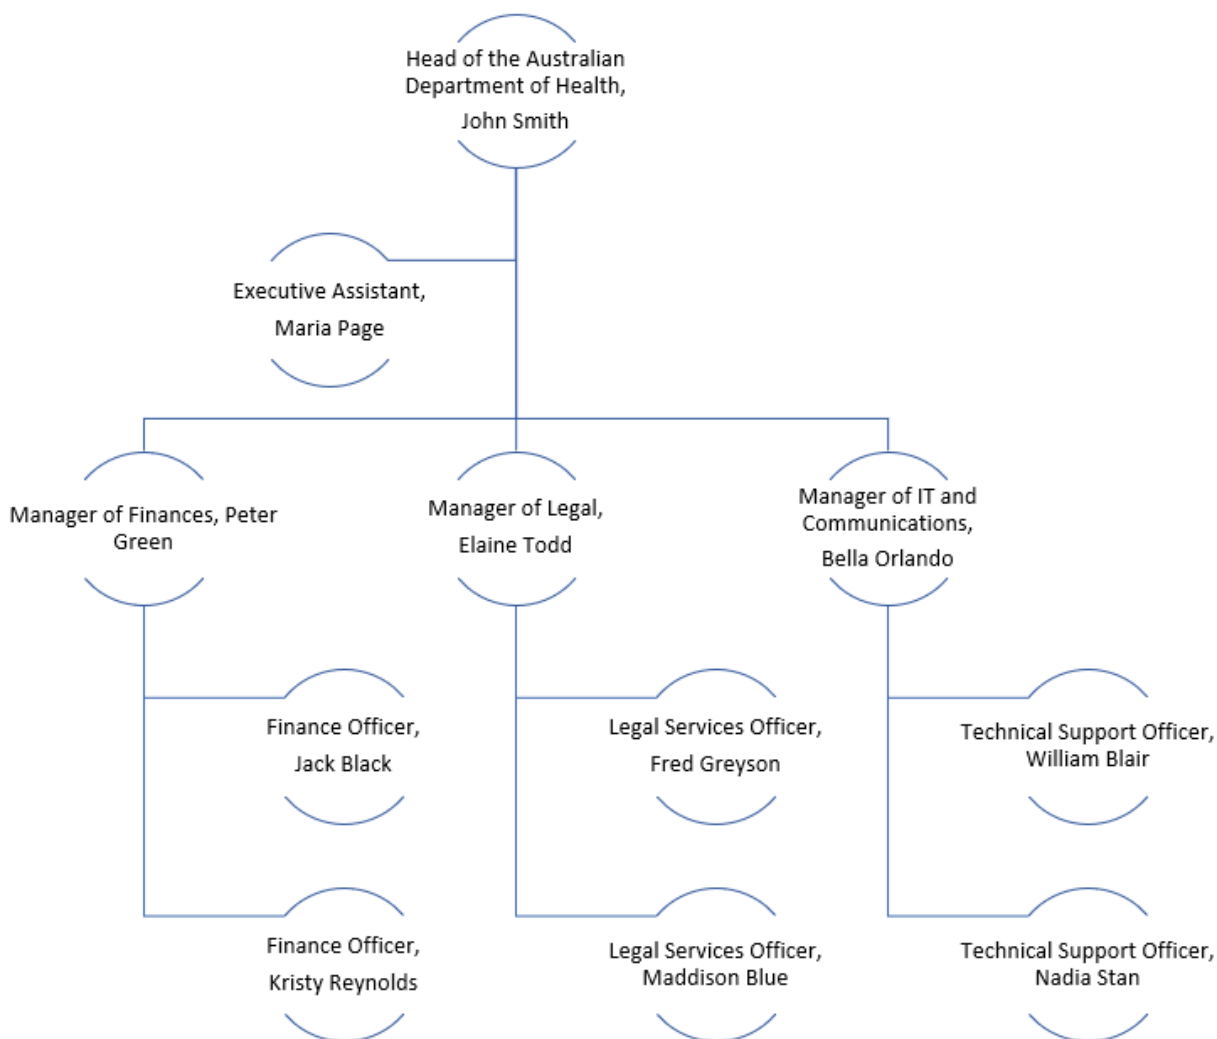 Head of the Australian
Department of Health,
John Smith
Executive Assistant,
Maria Page
Manager of Finances, Peter
Green
Manager of Legal,
Elaine Todd
Manager of IT and
Communications,
Bella Orlando
Finance Officer,
Jack Black
Legal Services Officer,
Fred Greyson
Technical Support Officer,
William Blair
Finance Officer,
Kristy Reynolds
Legal Services Officer,
Maddison Blue
Technical Support Officer,
Nadia Stan